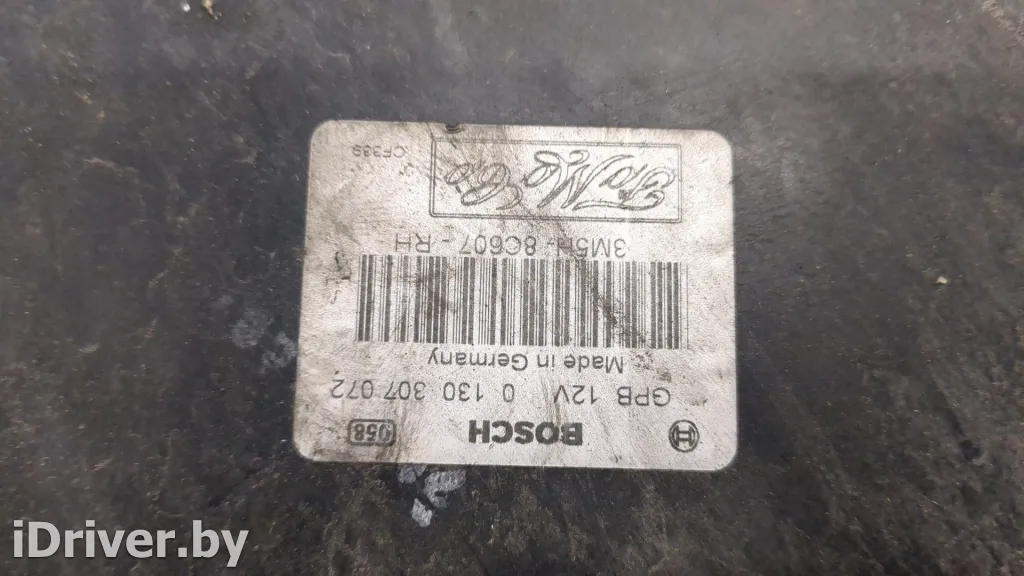 BOSCH 058
GPB 12V 0 130 307 072
Made in Germany
3M5H- 8C607 - RH
FoMoCo
CF339
iDriver.by